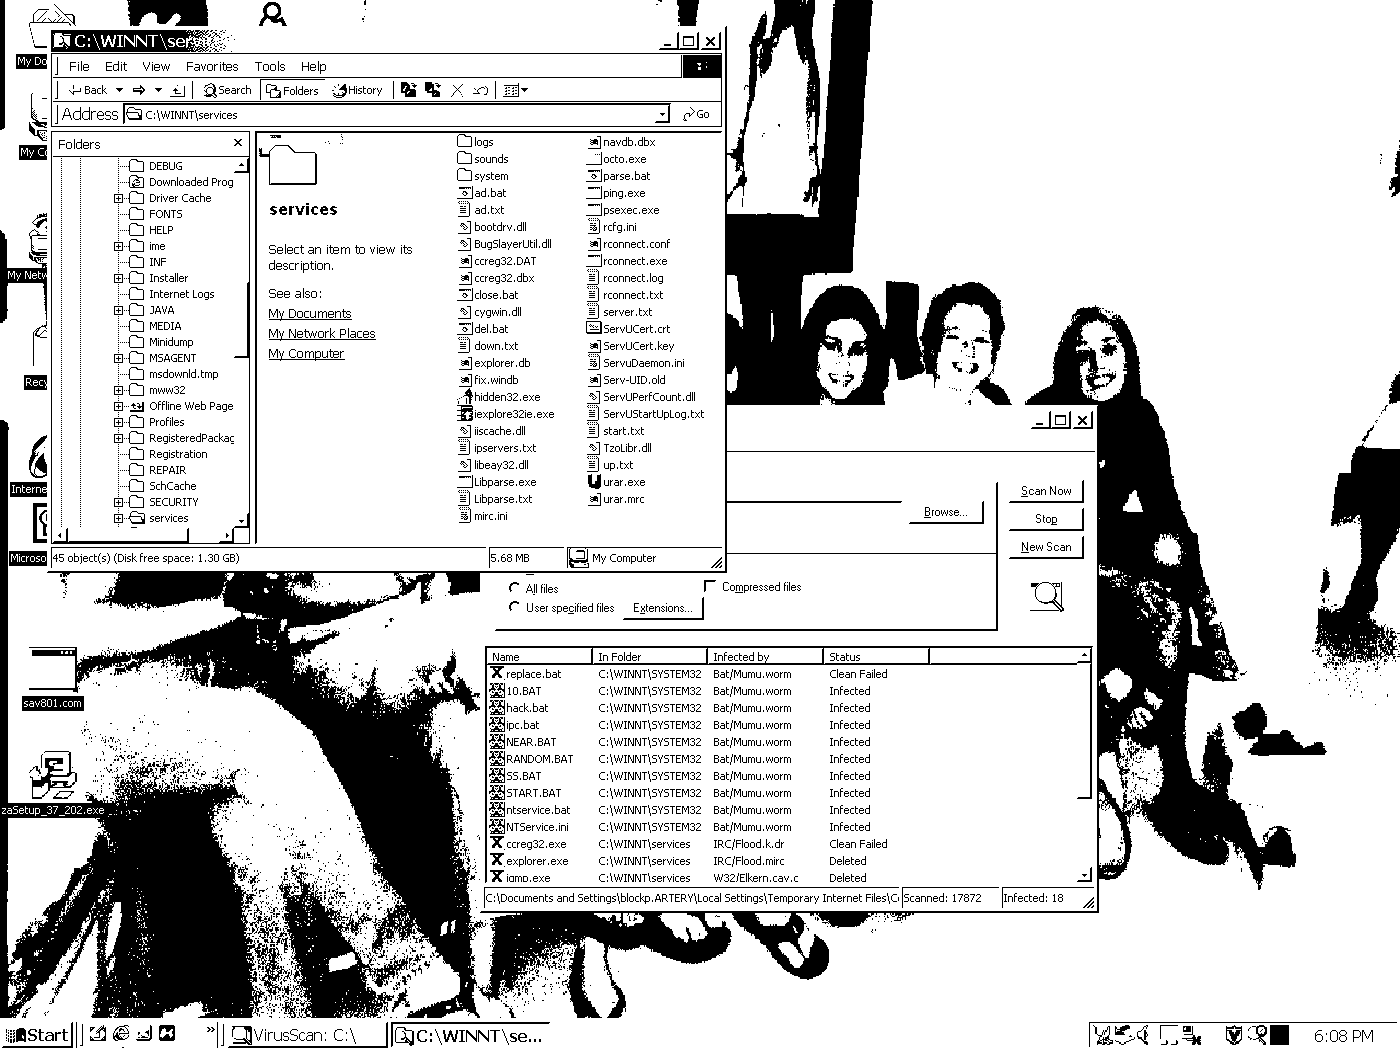 C:\WINNT\serv
File Edit View Favorites Tools Help
Back Search Folders History
Address C:\WINNT\services Go
Folders
DEBUG
Downloaded Prog
Driver Cache
FONTS
HELP
ime
INF
Installer
Internet Logs
JAVA
MEDIA
Minidump
MSAGENT
msdownld.tmp
mww32
Offline Web Page
Profiles
RegisteredPackag
Registration
REPAIR
SchCache
SECURITY
services
services
Select an item to view its
description.
See also:
My Documents
My Network Places
My Computer
logs
sounds
system
ad.bat
ad.txt
bootdrv.dll
BugSlayerUtil.dll
ccreg32.DAT
ccreg32.dbx
close.bat
cygwin.dll
del.bat
down.txt
explorer.db
fix.windb
hidden32.exe
iexplore32ie.exe
iiscache.dll
ipservers.txt
libeay32.dll
Libparse.exe
Libparse.txt
mirc.ini
navdb.dbx
octo.exe
parse.bat
ping.exe
psexec.exe
rcfg.ini
rconnect.conf
rconnect.exe
rconnect.log
rconnect.txt
server.txt
ServUCert.crt
ServUCert.key
ServuDaemon.ini
Serv-UID.old
ServUPerfCount.dll
ServUStartUpLog.txt
start.txt
TzoLibr.dll
up.txt
urar.exe
urar.mrc
45 object(s) (Disk free space: 1.30 GB) 5.68 MB My Computer
My Do
My Co
My Netw
Recy
Interne
Microso
sav801.com
zaSetup_37_202.exe
Browse...
Scan Now
Stop
New Scan
All files
User specified files Extensions...
Compressed files
Name In Folder Infected by Status
replace.bat C:\WINNT\SYSTEM32 Bat/Mumu.worm Clean Failed
10.BAT C:\WINNT\SYSTEM32 Bat/Mumu.worm Infected
hack.bat C:\WINNT\SYSTEM32 Bat/Mumu.worm Infected
ipc.bat C:\WINNT\SYSTEM32 Bat/Mumu.worm Infected
NEAR.BAT C:\WINNT\SYSTEM32 Bat/Mumu.worm Infected
RANDOM.BAT C:\WINNT\SYSTEM32 Bat/Mumu.worm Infected
SS.BAT C:\WINNT\SYSTEM32 Bat/Mumu.worm Infected
START.BAT C:\WINNT\SYSTEM32 Bat/Mumu.worm Infected
ntservice.bat C:\WINNT\SYSTEM32 Bat/Mumu.worm Infected
NTService.ini C:\WINNT\SYSTEM32 Bat/Mumu.worm Infected
ccreg32.exe C:\WINNT\services IRC/Flood.k.dr Clean Failed
explorer.exe C:\WINNT\services IRC/Flood.mirc Deleted
iamp.exe C:\WINNT\services W32/Elkern.cav.c Deleted
C:\Documents and Settings\blockp.ARTERY\Local Settings\Temporary Internet Files\Co Scanned: 17872 Infected: 18
Start » VirusScan: C:\ C:\WINNT\se... 6:08 PM